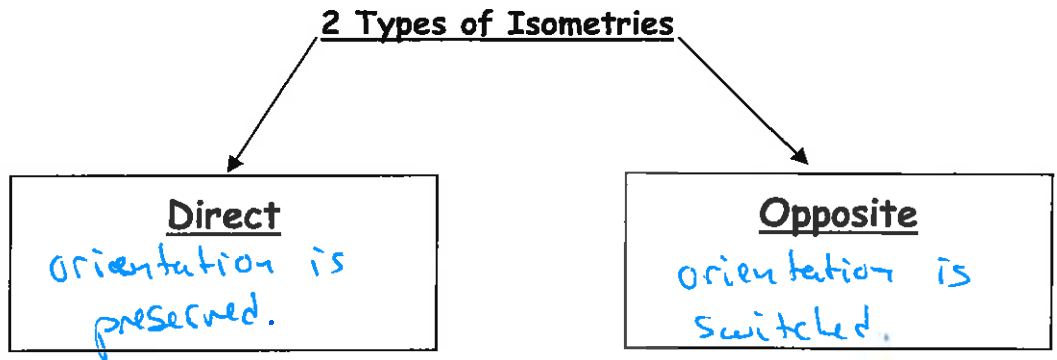 2 Types of Isometries
Direct
orientation is
preserved.
Opposite
orientation is
switched.